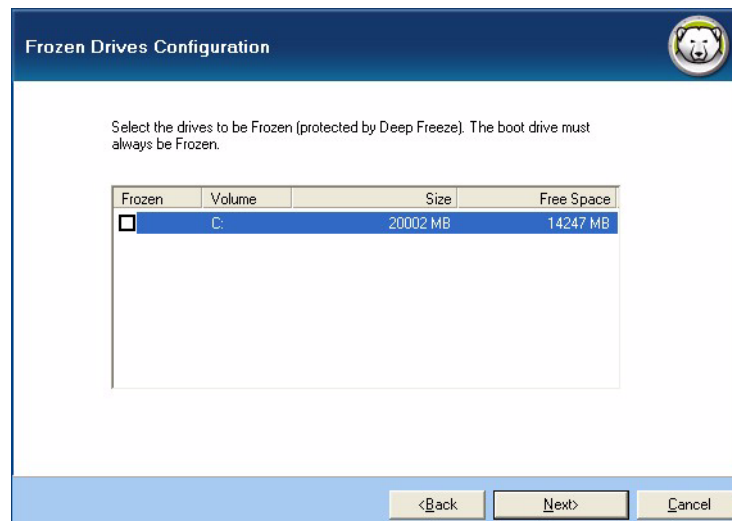 Frozen Drives Configuration
Select the drives to be Frozen (protected by Deep Freeze). The boot drive must
always be Frozen.
Frozen Volume Size Free Space
C: 20002 MB 14247 MB
<Back Next> Cancel